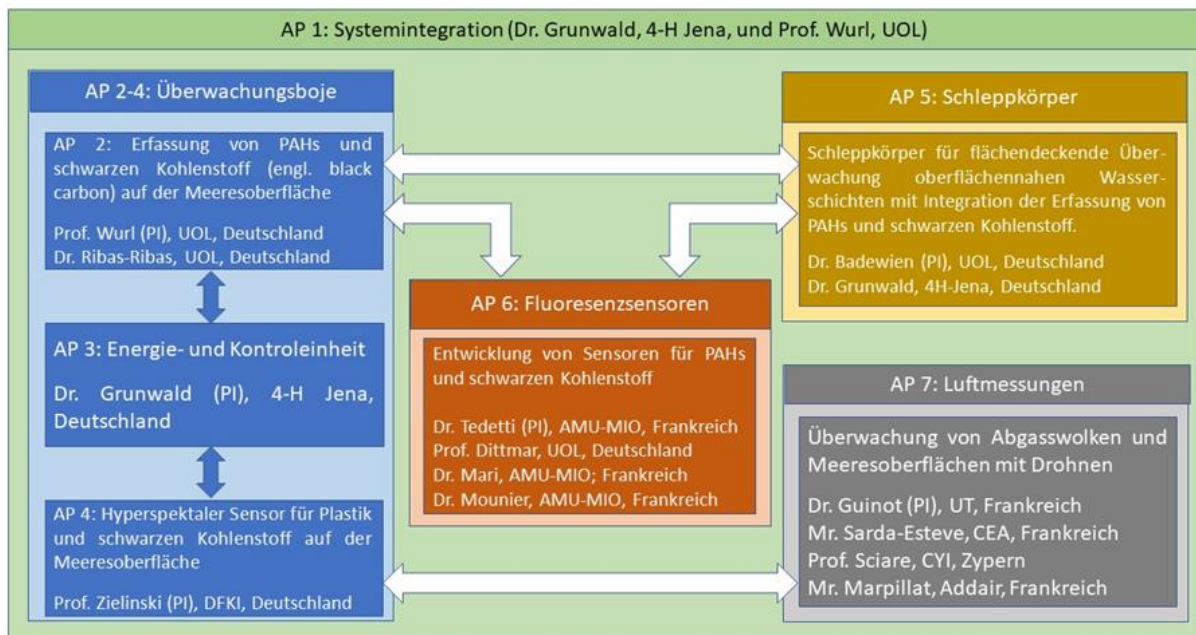 AP 1: Systemintegration (Dr. Grunwald, 4-H Jena, und Prof. Wurl, UOL)
AP 2-4: Überwachungsboje
AP 2: Erfassung von PAHs und
schwarzen Kohlenstoff (engl. black
carbon) auf der Meeresoberfläche
Prof. Wurl (PI), UOL, Deutschland
Dr. Ribas-Ribas, UOL, Deutschland
AP 3: Energie- und Kontroleinheit
Dr. Grunwald (PI), 4-H Jena,
Deutschland
AP 4: Hyperspektaler Sensor für Plastik
und schwarzen Kohlenstoff auf der
Meeresoberfläche
Prof. Zielinski (PI), DFKI, Deutschland
AP 6: Fluoresenzsensoren
Entwicklung von Sensoren für PAHs
und schwarzen Kohlenstoff
Dr. Tedetti (PI), AMU-MIO, Frankreich
Prof. Dittmar, UOL, Deutschland
Dr. Mari, AMU-MIO; Frankreich
Dr. Mounier, AMU-MIO, Frankreich
AP 5: Schleppkörper
Schleppkörper für flächendeckende Über-
wachung oberflächennahen Wasser-
schichten mit Integration der Erfassung von
PAHs und schwarzen Kohlenstoff.
Dr. Badewien (PI), UOL, Deutschland
Dr. Grunwald, 4H-Jena, Deutschland
AP 7: Luftmessungen
Überwachung von Abgasswolken und
Meeresoberflächen mit Drohnen
Dr. Guinot (PI), UT, Frankreich
Mr. Sarda-Esteve, CEA, Frankreich
Prof. Sciare, CYI, Zypern
Mr. Marpillat, Addair, Frankreich